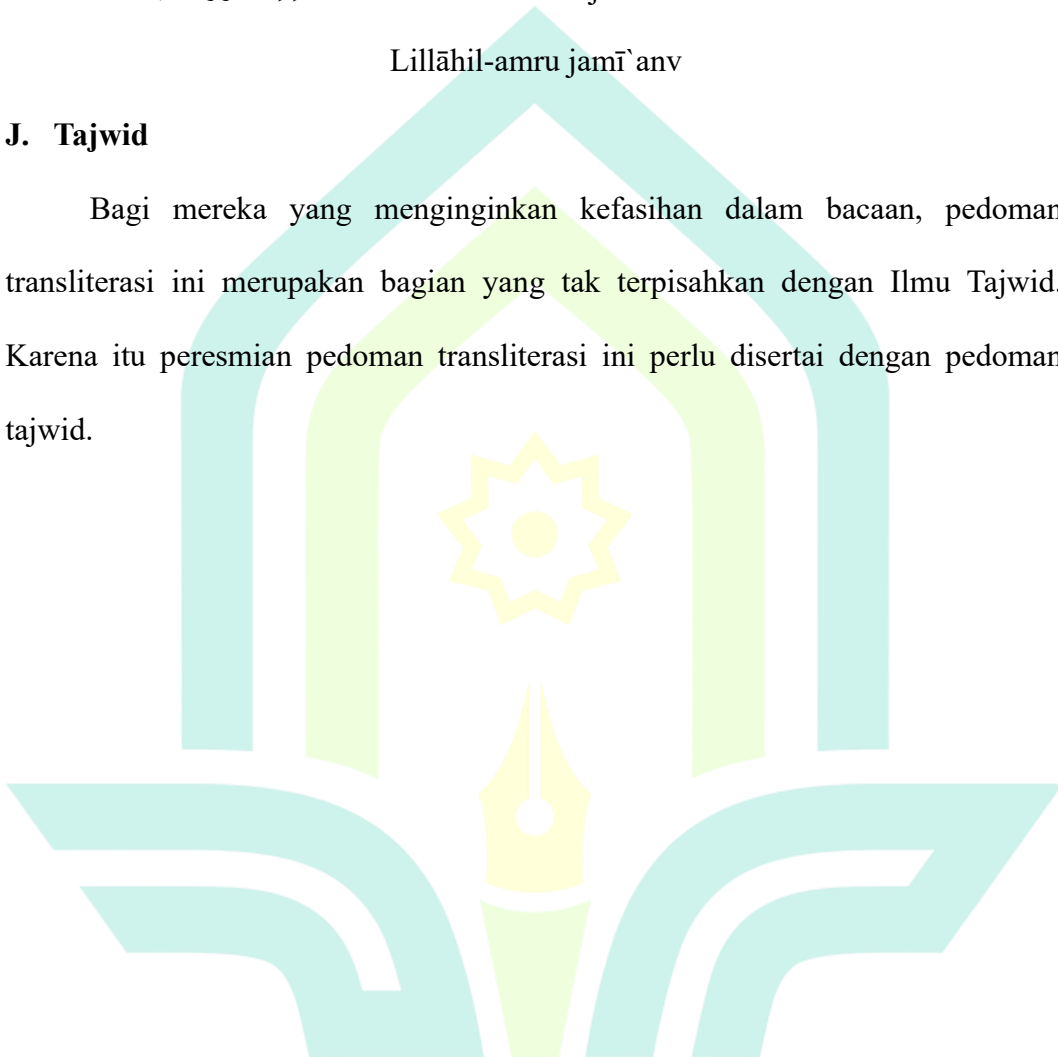 Lillāhil-amru jamī`anv
J. Tajwid
Bagi mereka yang menginginkan kefasihan dalam bacaan, pedoman
transliterasi ini merupakan bagian yang tak terpisahkan dengan Ilmu Tajwid.
Karena itu peresmian pedoman transliterasi ini perlu disertai dengan pedoman
tajwid.